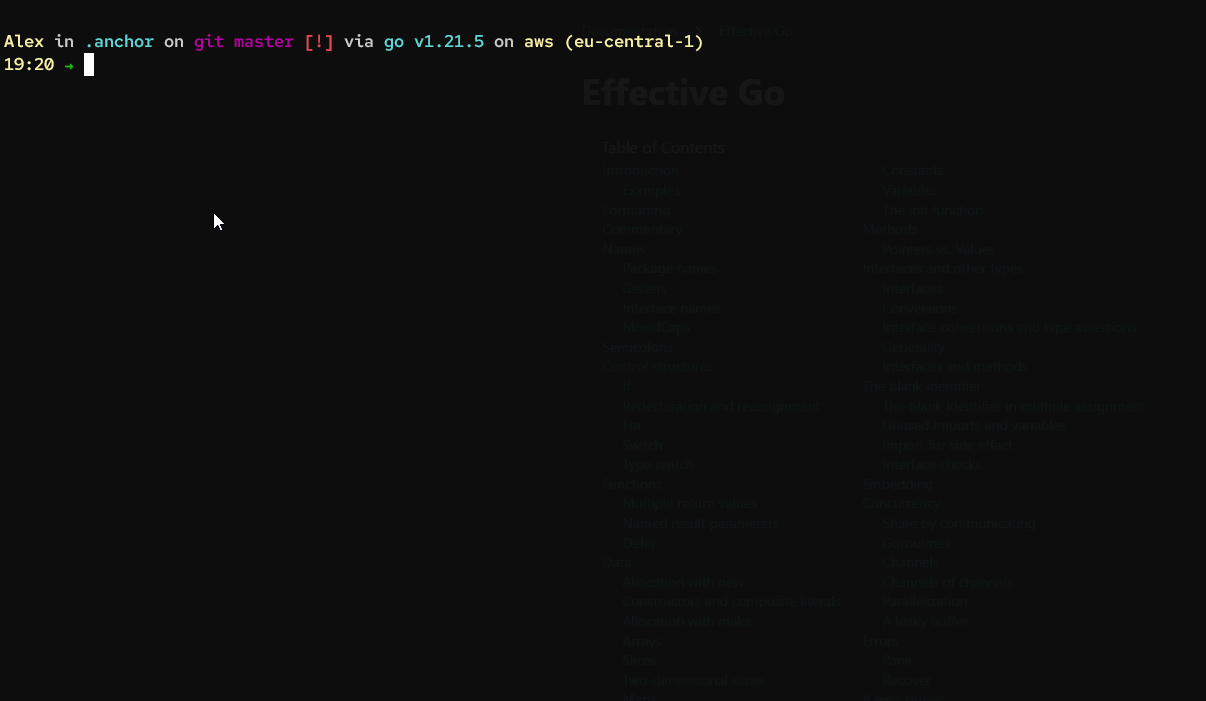 Alex in .anchor on git master [!] via go v1.21.5 on aws (eu-central-1)
19:20 →
Effective Go
Effective Go
Table of Contents
Introduction
Examples
Formatting
Commentary
Names
Package names
Getters
Interface names
MixedCaps
Semicolons
Control structures
If
Redeclaration and reassignment
For
Switch
Type switch
Functions
Multiple return values
Named result parameters
Defer
Data
Allocation with new
Constructors and composite literals
Allocation with make
Arrays
Slices
Two-dimensional slices
Maps
Constants
Variables
The init function
Methods
Pointers vs. Values
Interfaces and other types
Interfaces
Conversions
Interface conversions and type assertions
Generality
Interfaces and methods
The blank identifier
The blank identifier in multiple assignment
Unused imports and variables
Import for side effect
Interface checks
Embedding
Concurrency
Share by communicating
Goroutines
Channels
Channels of channels
Parallelization
A leaky buffer
Errors
Panic
Recover
A web server